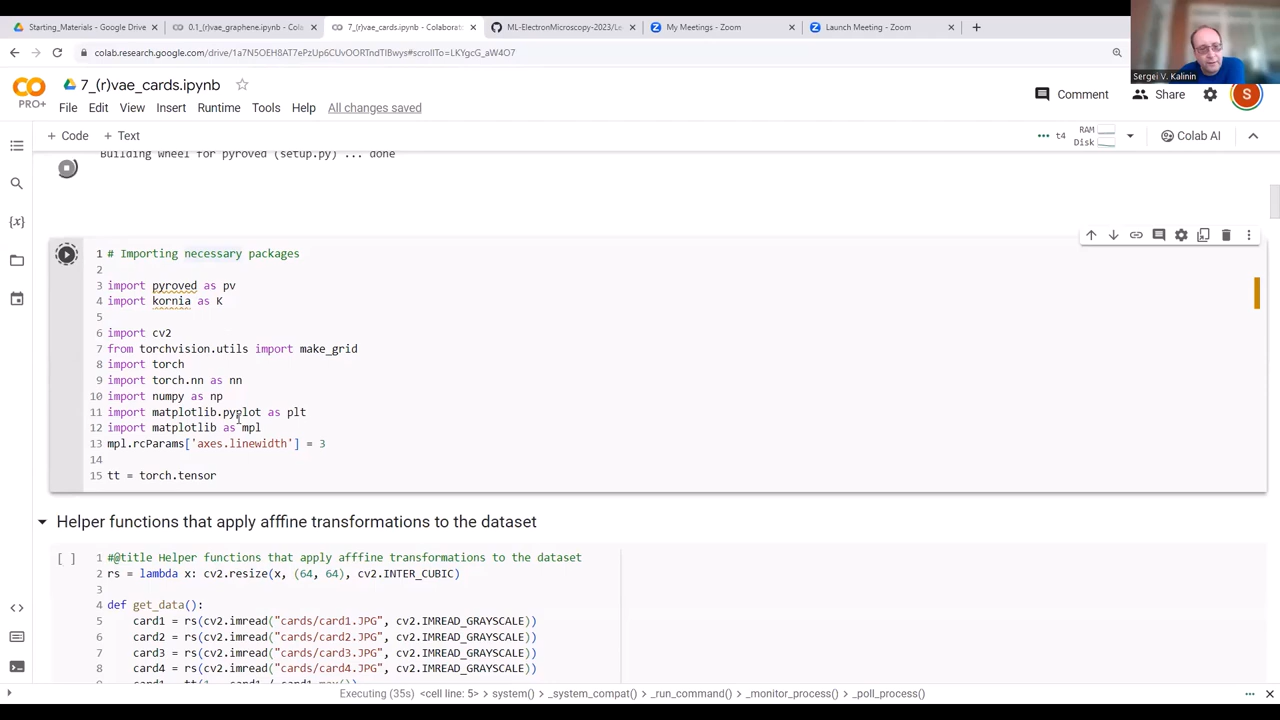 Starting_Materials - Google Drive
0.1_vae_graphene.ipynb - Cola
7_(r)vae_cards.ipynb - Colaborat
ML-ElectronMicroscopy-2023/Le
My Meetings - Zoom
Launch Meeting - Zoom
colab.research.google.com/drive/1a7N5OEH8AT7ePzUp6CUvOORTndTIBwys#scrollTo=LKYgcG_aW4O7
Sergei V. Kalinin
CO
PRO+
7_(r)vae_cards.ipynb
Comment
Share
S
File Edit View Insert Runtime Tools Help All changes saved
+ Code + Text
t4
RAM
Disk
Colab AI
Building wheel for pyroved (setup.py) ... done
{x}
1 # Importing necessary packages
2
3 import pyroved as pv
4 import kornia as K
5
6 import cv2
7 from torchvision.utils import make_grid
8 import torch
9 import torch.nn as nn
10 import numpy as np
11 import matplotlib.pyplot as plt
12 import matplotlib as mpl
13 mpl.rcParams['axes.linewidth'] = 3
14
15 tt = torch.tensor
Helper functions that apply afffine transformations to the dataset
[ ]
1 #@title Helper functions that apply afffine transformations to the dataset
2 rs = lambda x: cv2.resize(x, (64, 64), cv2.INTER_CUBIC)
3
4 def get_data():
5 card1 = rs(cv2.imread("cards/card1.JPG", cv2.IMREAD_GRAYSCALE))
6 card2 = rs(cv2.imread("cards/card2.JPG", cv2.IMREAD_GRAYSCALE))
7 card3 = rs(cv2.imread("cards/card3.JPG", cv2.IMREAD_GRAYSCALE))
8 card4 = rs(cv2.imread("cards/card4.JPG", cv2.IMREAD_GRAYSCALE))
Executing (35s) <cell line: 5> > system() > _system_compat() > _run_command() > _monitor_process() > _poll_process()